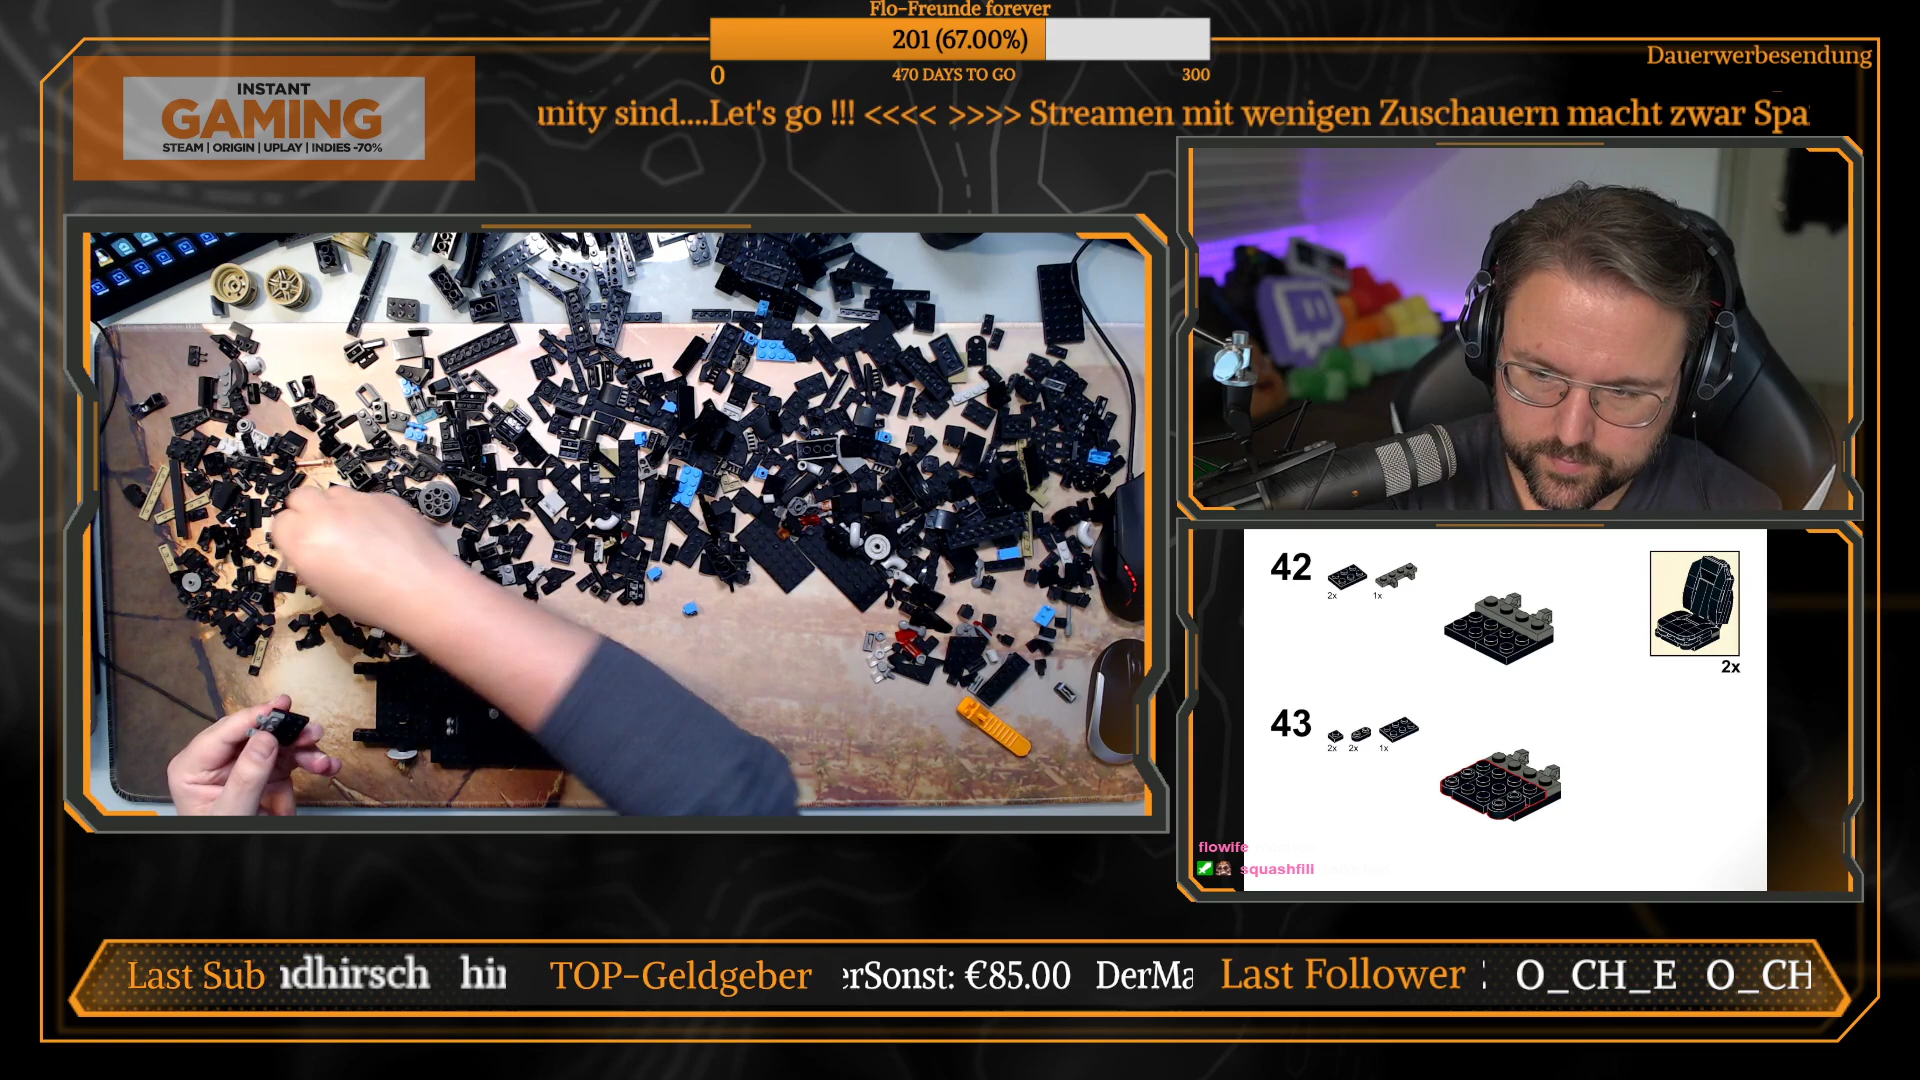 Flo-Freunde forever
201 (67.00%)
0
470 DAYS TO GO
300
Dauerwerbesendung
INSTANT
GAMING
STEAM | ORIGIN | UPLAY | INDIES -70%
unity sind....Let's go !!! <<<< >>>> Streamen mit wenigen Zuschauern macht zwar Spa
42
2x
1x
2x
43
2x
2x
1x
flowife
squashfill
Last Sub
ıdhirsch hir
TOP-Geldgeber
erSonst: €85.00 DerMa
Last Follower
: O_CH_E O_CH